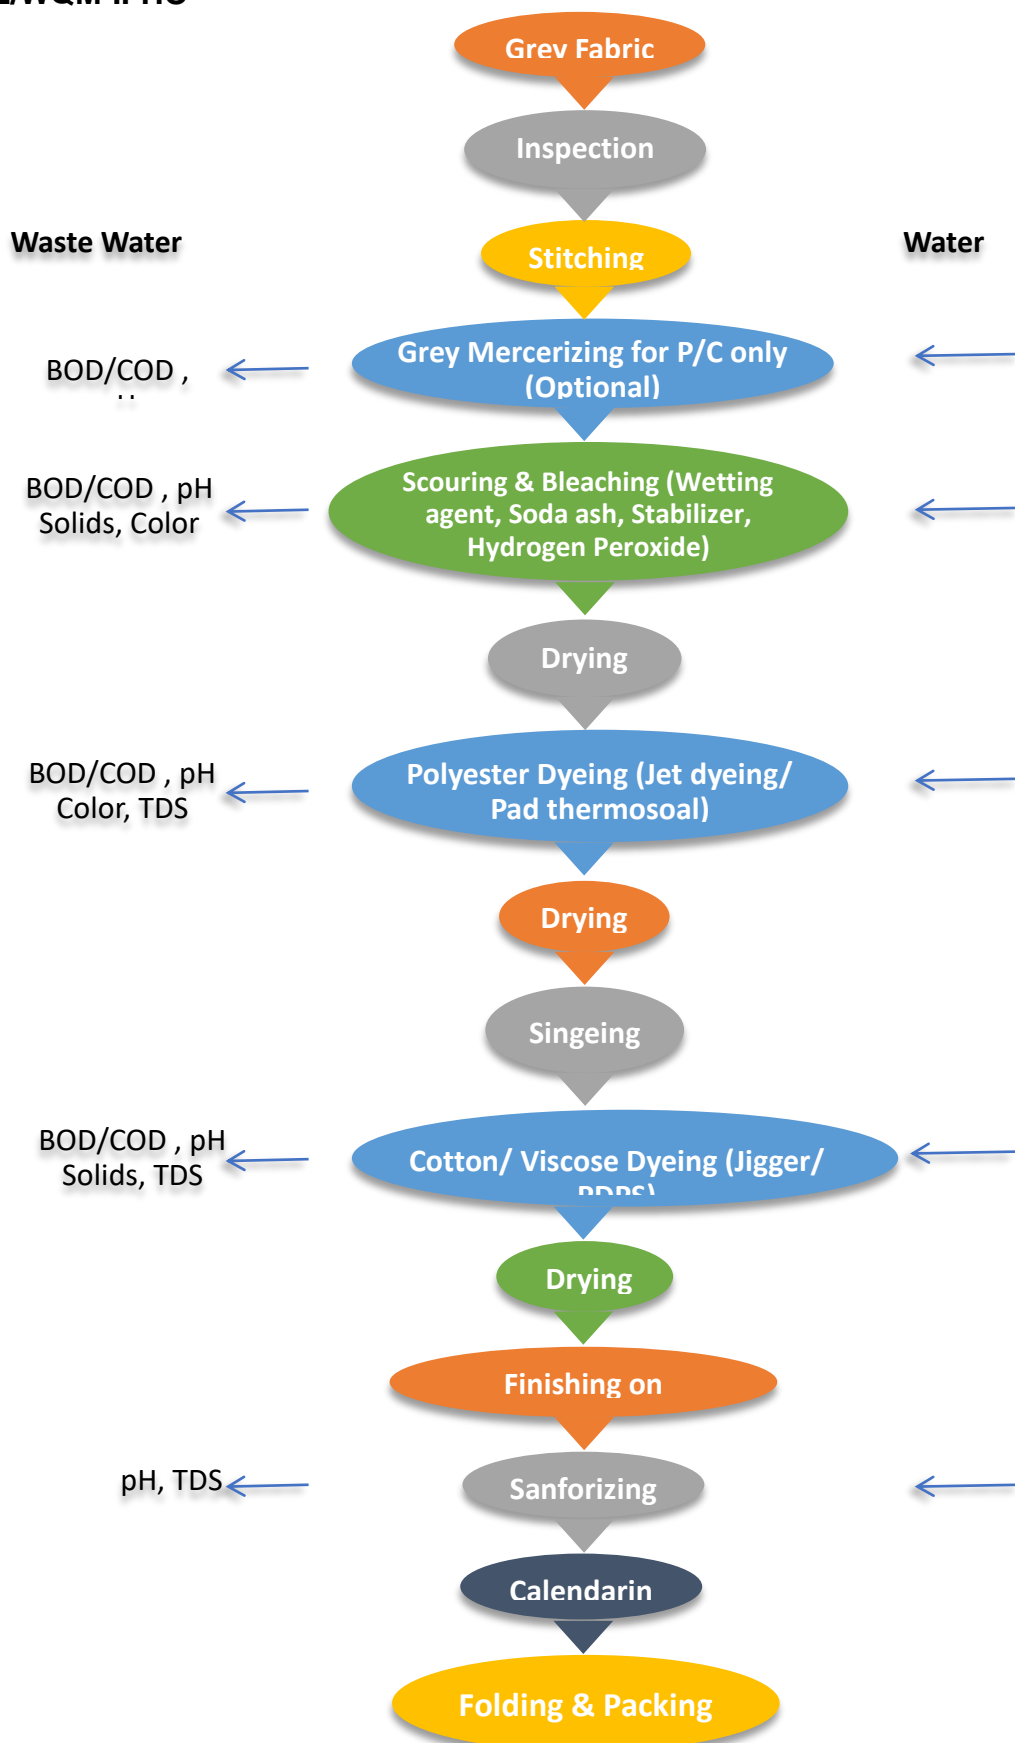 Grey Fabric
Inspection
Waste Water
Stitching
Water
Grey Mercerizing for P/C only
(Optional)
BOD/COD ,
BOD/COD , pH
Solids, Color
Scouring & Bleaching (Wetting
agent, Soda ash, Stabilizer,
Hydrogen Peroxide)
Drying
BOD/COD , pH
Color, TDS
Polyester Dyeing (Jet dyeing/
Pad thermosoal)
Drying
Singeing
BOD/COD , pH
Solids, TDS
Cotton/ Viscose Dyeing (Jigger/
Drying
Finishing on
pH, TDS
Sanforizing
Calendarin
Folding & Packing